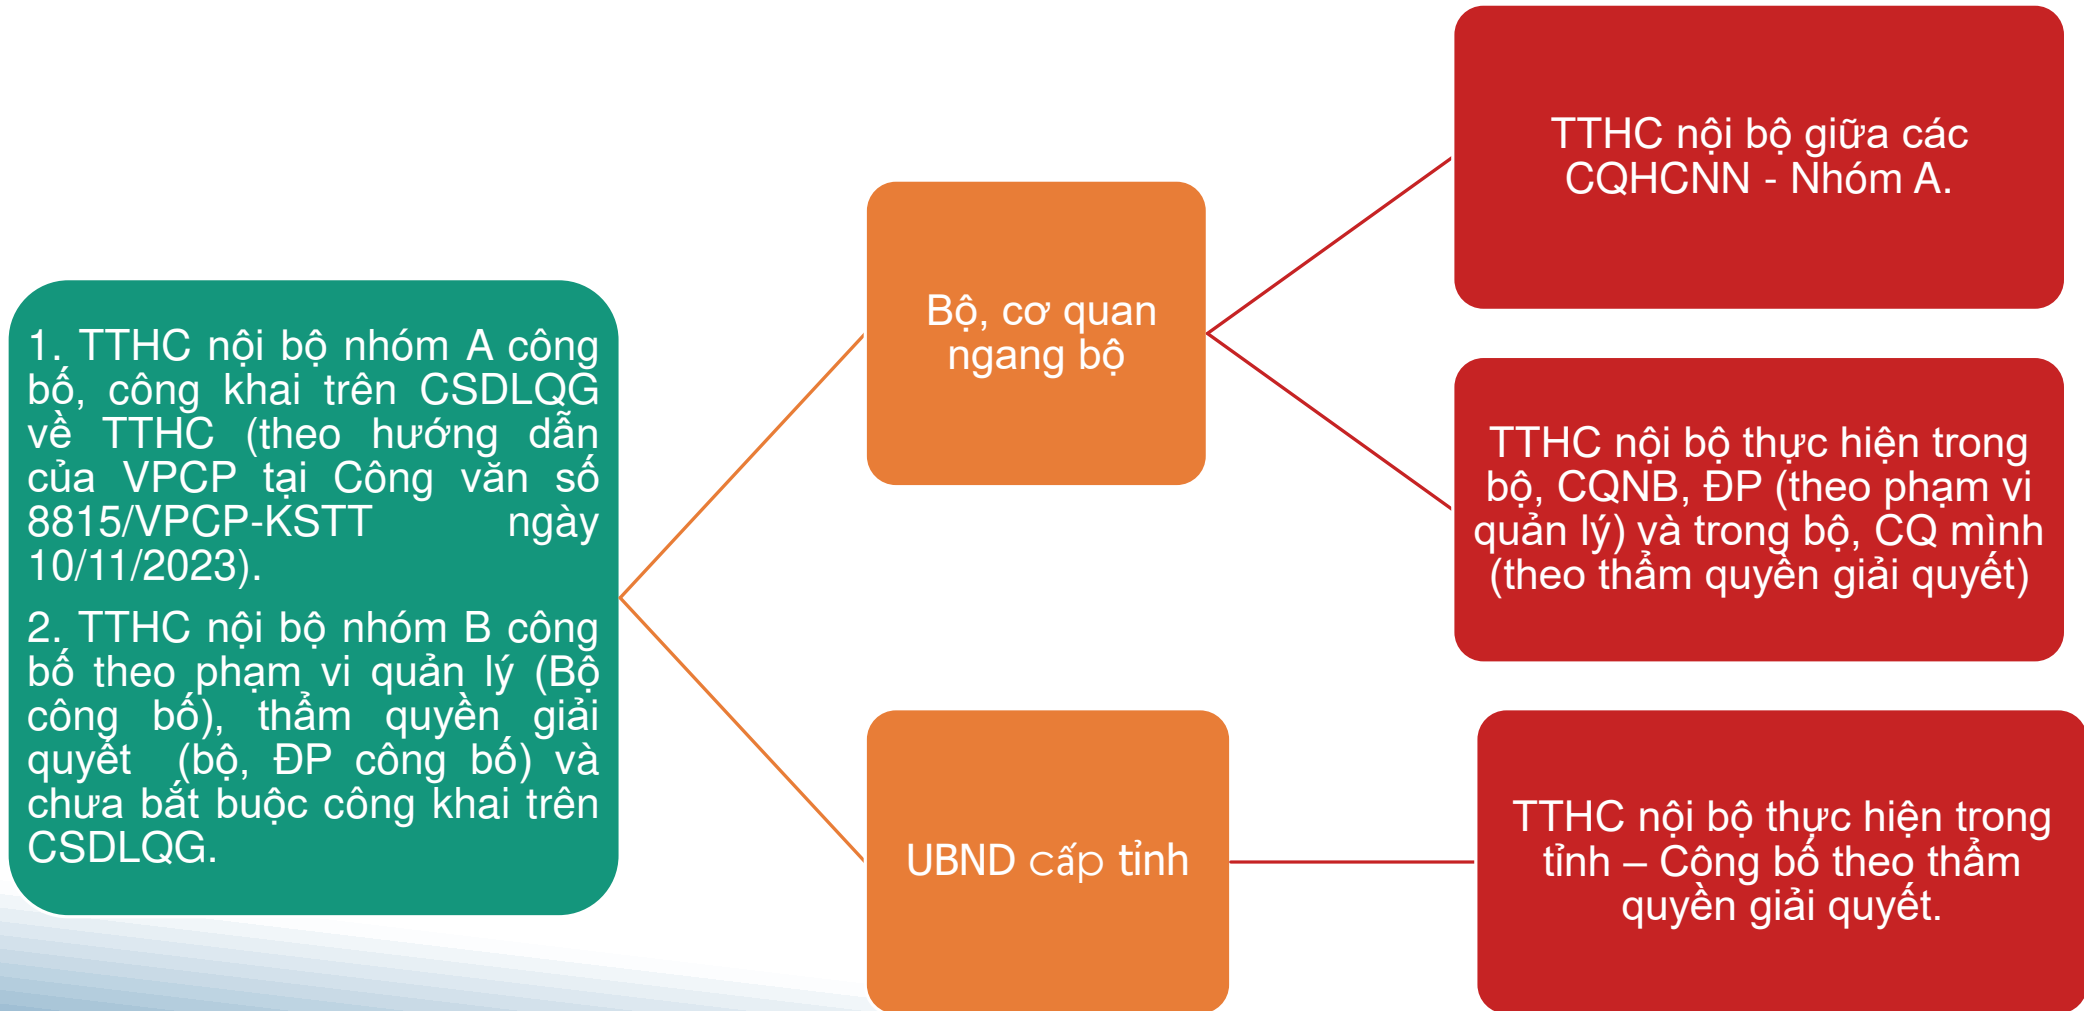 1. TTHC nội bộ nhóm A công
bố, công khai trên CSDLQG
về TTHC (theo hướng dẫn
của VPCP tại Công văn số
8815/VPCP-KSTT ngày
10/11/2023).
2. TTHC nội bộ nhóm B công
bố theo phạm vi quản lý (Bộ
công bố), thẩm quyền giải
quyết (bộ, ĐP công bố) và
chưa bắt buộc công khai trên
CSDLQG.
Bộ, cơ quan
ngang bộ
TTHC nội bộ giữa các
CQHCNN - Nhóm A.
TTHC nội bộ thực hiện trong
bộ, CQNB, ĐP (theo phạm vi
quản lý) và trong bộ, CQ mình
(theo thẩm quyền giải quyết)
UBND cấp tỉnh
TTHC nội bộ thực hiện trong
tỉnh – Công bố theo thẩm
quyền giải quyết.